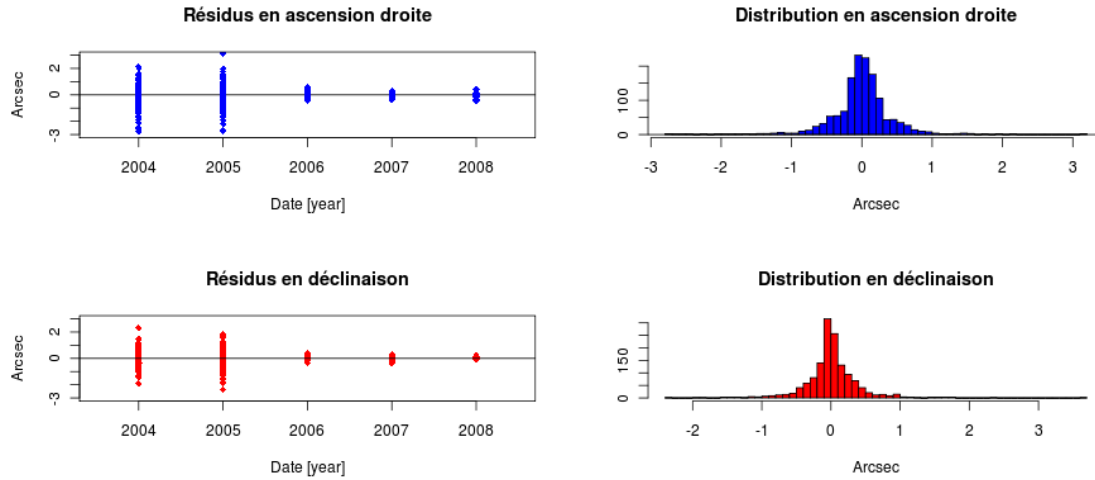 Résidus en ascension droite
Arcsec
2
0
-3
2004 2005 2006 2007 2008
Date [year]
Distribution en ascension droite
100
0
-3 -2 -1 0 1 2 3
Arcsec
Résidus en déclinaison
Arcsec
2
0
-3
2004 2005 2006 2007 2008
Date [year]
Distribution en déclinaison
150
0
-2 -1 0 1 2 3
Arcsec